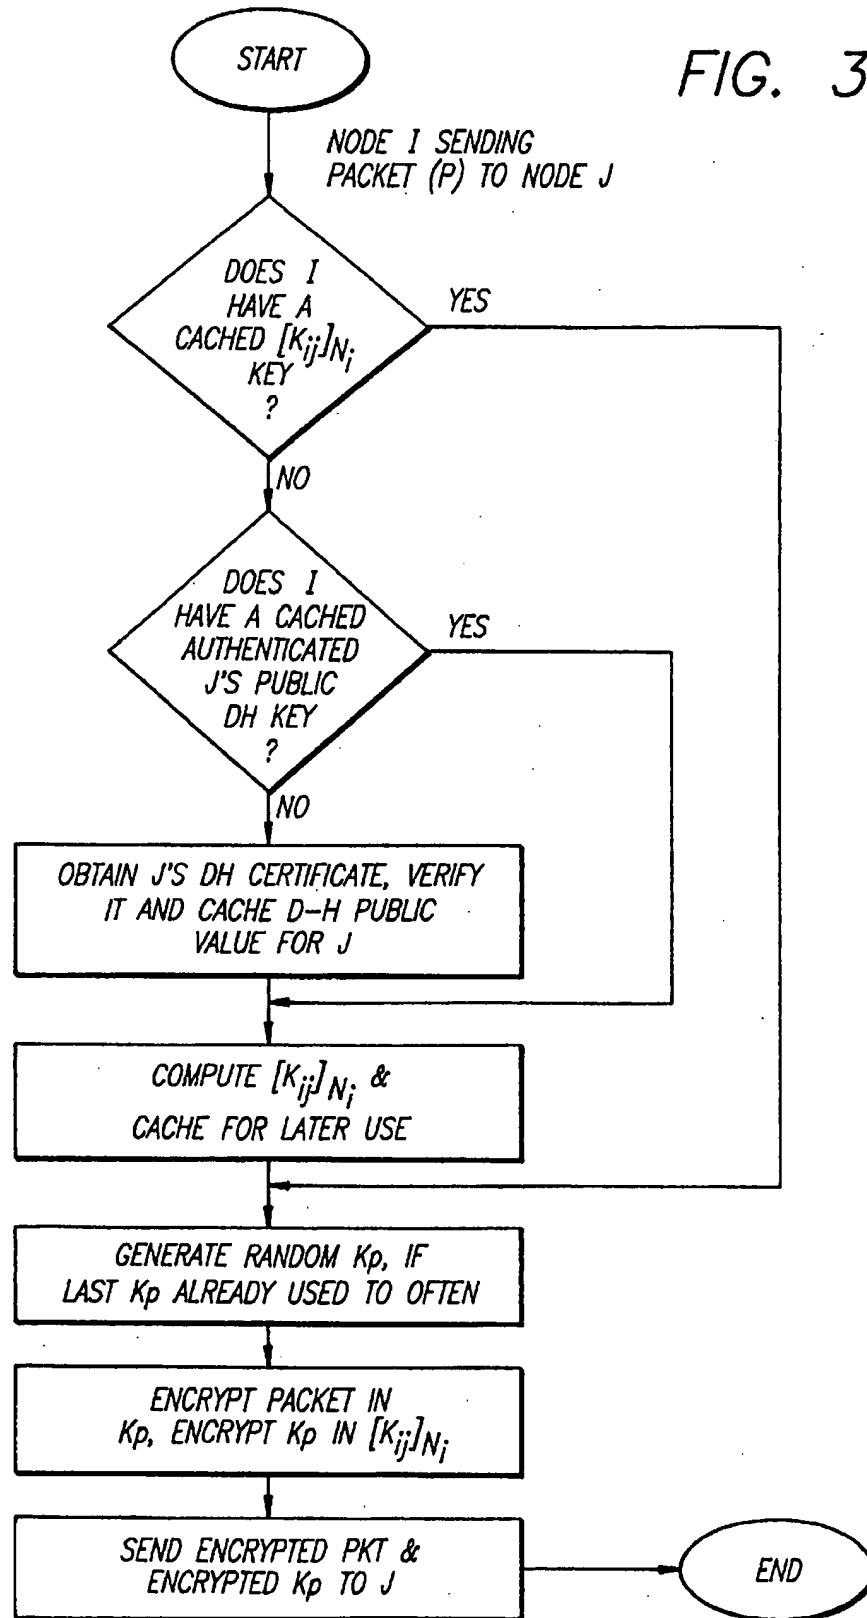 START
FIG. 3
NODE I SENDING
PACKET (P) TO NODE J
DOES I
HAVE A
CACHED [Kij]Ni
KEY
?
YES
NO
DOES I
HAVE A CACHED
AUTHENTICATED
J'S PUBLIC
DH KEY
?
YES
NO
OBTAIN J'S DH CERTIFICATE, VERIFY
IT AND CACHE D-H PUBLIC
VALUE FOR J
COMPUTE [Kij]Ni &
CACHE FOR LATER USE
GENERATE RANDOM Kp, IF
LAST Kp ALREADY USED TO OFTEN
ENCRYPT PACKET IN
Kp, ENCRYPT Kp IN [Kij]Ni
SEND ENCRYPTED PKT &
ENCRYPTED Kp TO J
END